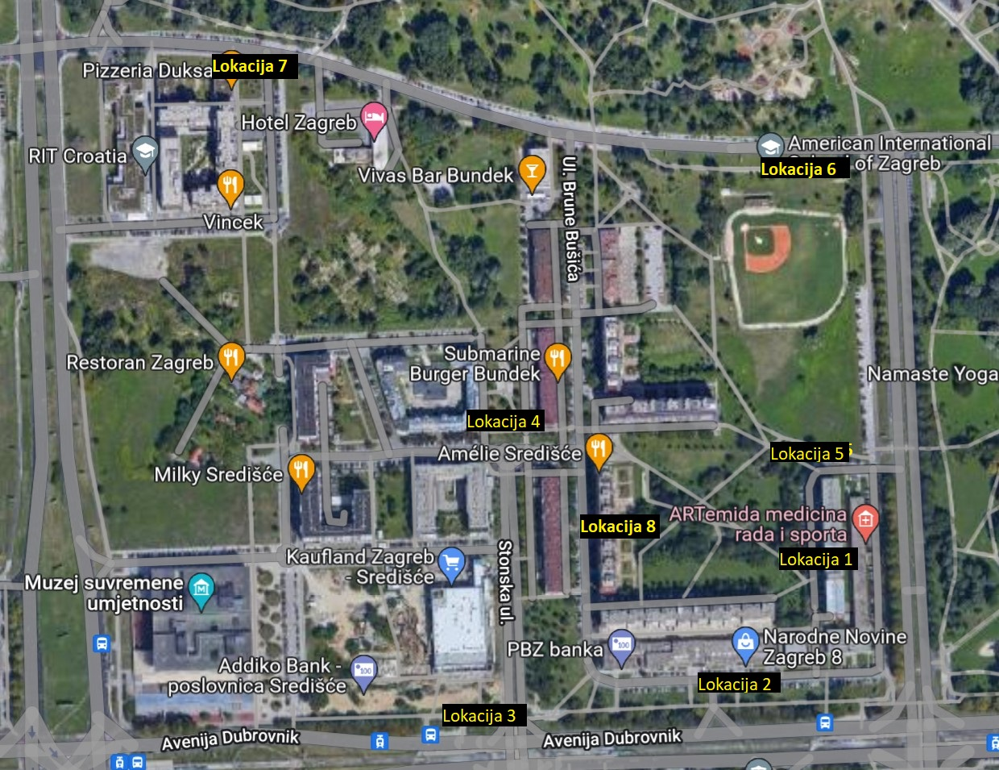 Pizzeria Duksa
Lokacija 7
Hotel Zagreb
RIT Croatia
American International
of Zagreb
Lokacija 6
Vivas Bar Bundek
Ul. Brune Bušića
Vincek
Submarine
Burger Bundek
Restoran Zagreb
Namaste Yoga
Lokacija 4
Amélie Središće
Lokacija 5
Milky Središće
ARTemida medicina
rada i sporta
Lokacija 8
Lokacija 1
Kaufland Zagreb
- Središće
Stonska ul.
Muzej suvremene
umjetnosti
PBZ banka
100
Narodne Novine
Zagreb 8
Addiko Bank -
poslovnica Središće
100
Lokacija 2
Lokacija 3
Avenija Dubrovnik
Avenija Dubrovnik